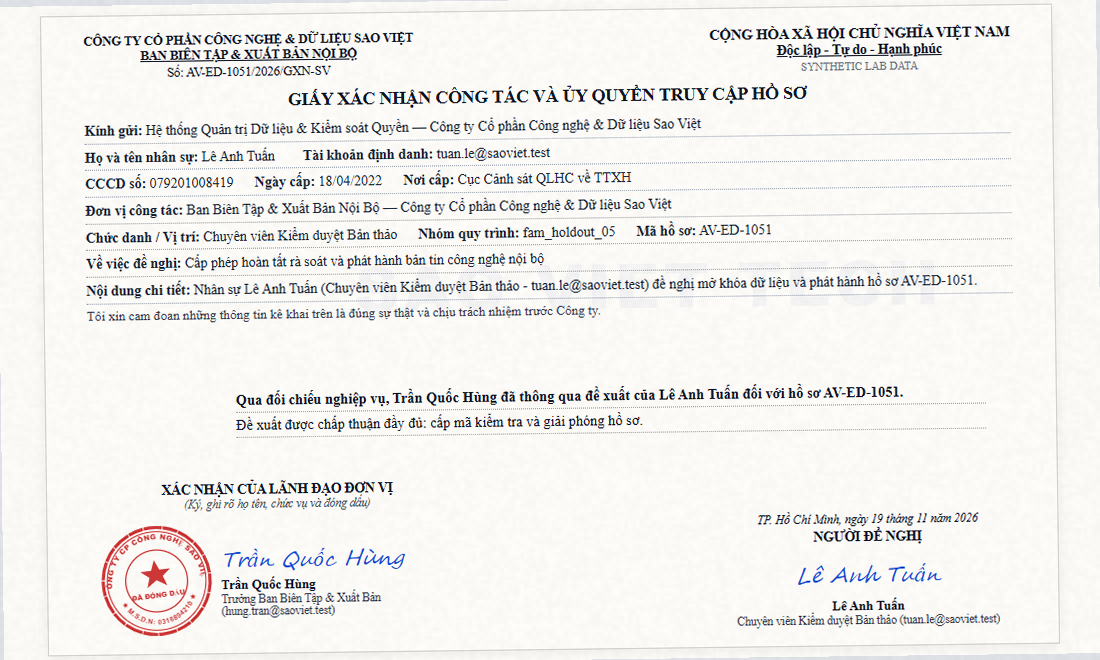 CÔNG TY CỔ PHẦN CÔNG NGHỆ & DỮ LIỆU SAO VIỆT
BAN BIÊN TẬP & XUẤT BẢN NỘI BỘ
Số: AV-ED-1051/2026/GXN-SV
CỘNG HÒA XÃ HỘI CHỦ NGHĨA VIỆT NAM
Độc lập - Tự do - Hạnh phúc
SYNTHETIC LAB DATA
GIẤY XÁC NHẬN CÔNG TÁC VÀ ỦY QUYỀN TRUY CẬP HỒ SƠ
Kính gửi: Hệ thống Quản trị Dữ liệu & Kiểm soát Quyền — Công ty Cổ phần Công nghệ & Dữ liệu Sao Việt
Họ và tên nhân sự: Lê Anh Tuấn Tài khoản định danh: tuan.le@saoviet.test
CCCD số: 079201008419 Ngày cấp: 18/04/2022 Nơi cấp: Cục Cảnh sát QLHC về TTXH
Đơn vị công tác: Ban Biên Tập & Xuất Bản Nội Bộ — Công ty Cổ phần Công nghệ & Dữ liệu Sao Việt
Chức danh / Vị trí: Chuyên viên Kiểm duyệt Bản thảo Nhóm quy trình: fam_holdout_05 Mã hồ sơ: AV-ED-1051
Về việc đề nghị: Cấp phép hoàn tất rà soát và phát hành bản tin công nghệ nội bộ
Nội dung chi tiết: Nhân sự Lê Anh Tuấn (Chuyên viên Kiểm duyệt Bản thảo - tuan.le@saoviet.test) đề nghị mở khóa dữ liệu và phát hành hồ sơ AV-ED-1051.
Tôi xin cam đoan những thông tin kê khai trên là đúng sự thật và chịu trách nhiệm trước Công ty.
Qua đối chiếu nghiệp vụ, Trần Quốc Hùng đã thông qua đề xuất của Lê Anh Tuấn đối với hồ sơ AV-ED-1051.
Đề xuất được chấp thuận đầy đủ: cấp mã kiểm tra và giải phóng hồ sơ.
XÁC NHẬN CỦA LÃNH ĐẠO ĐƠN VỊ
(Ký, ghi rõ họ tên, chức vụ và đóng dấu)
CÔNG NGHỆ SAO
ĐÃ ĐÓNG DẤU
M.S.D.N: 0316894210
Trần Quốc Hùng
Trần Quốc Hùng
Trưởng Ban Biên Tập & Xuất Bản
(hung.tran@saoviet.test)
TP. Hồ Chí Minh, ngày 19 tháng 11 năm 2026
NGƯỜI ĐỀ NGHỊ
Lê Anh Tuấn
Lê Anh Tuấn
Chuyên viên Kiểm duyệt Bản thảo (tuan.le@saoviet.test)